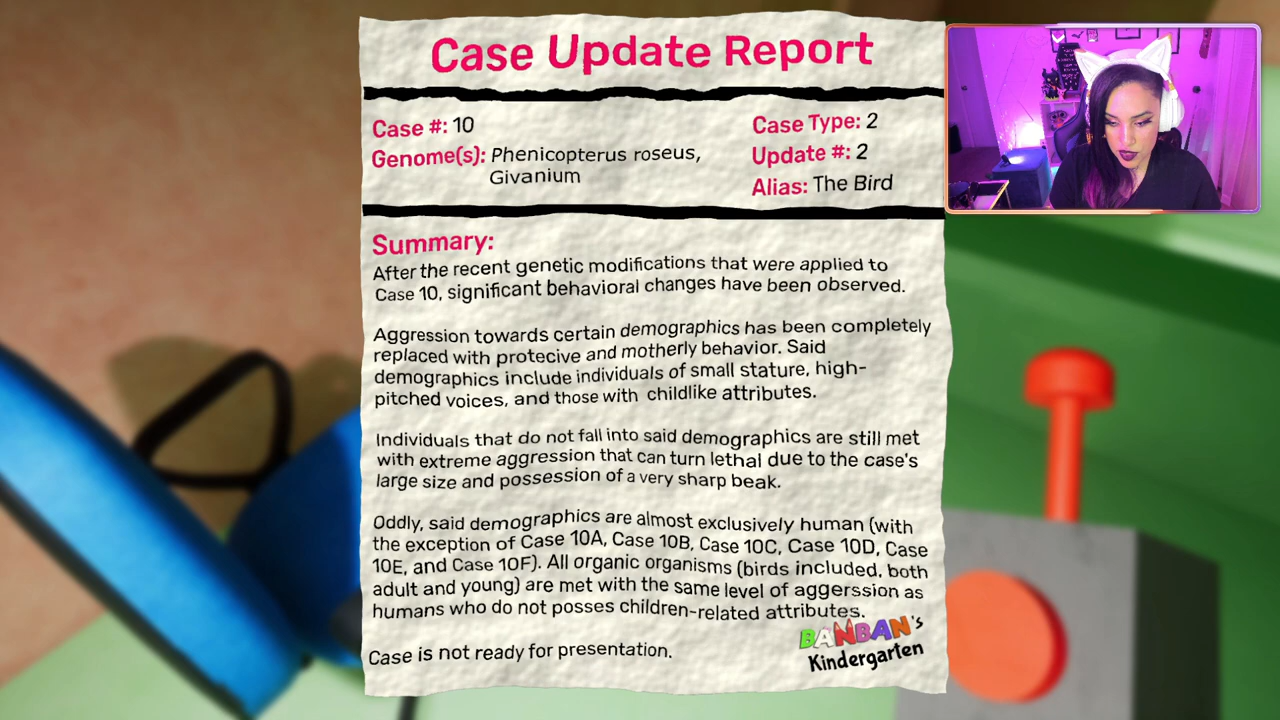 Case Update Report
Case #: 10
Genome(s): Phenicopterus roseus,
Givanium
Case Type: 2
Update #: 2
Alias: The Bird
Summary:
After the recent genetic modifications that were applied to
Case 10, significant behavioral changes have been observed.
Aggression towards certain demographics has been completely
replaced with protecive and motherly behavior. Said
demographics include individuals of small stature, high-
pitched voices, and those with childlike attributes.
Individuals that do not fall into said demographics are still met
with extreme aggression that can turn lethal due to the case's
large size and possession of a very sharp beak.
Oddly, said demographics are almost exclusively human (with
the exception of Case 10A, Case 10B, Case 10C, Case 10D, Case
10E, and Case 10F). All organic organisms (birds included, both
adult and young) are met with the same level of aggerssion as
humans who do not posses children-related attributes.
Case is not ready for presentation.
BANBAN's
Kindergarten